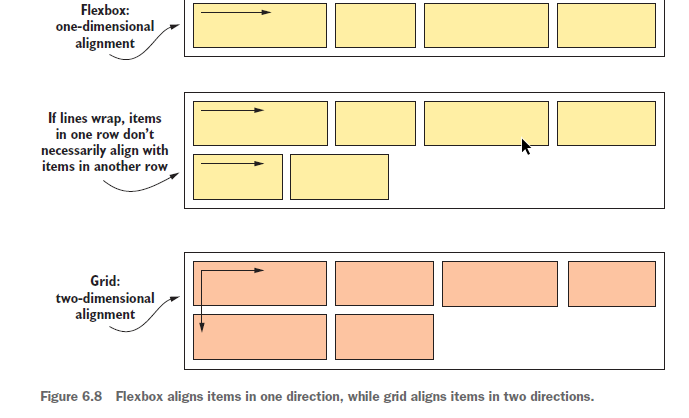 Flexbox:
one-dimensional
alignment
If lines wrap, items
in one row don't
necessarily align with
items in another row
Grid:
two-dimensional
alignment
Figure 6.8 Flexbox aligns items in one direction, while grid aligns items in two directions.